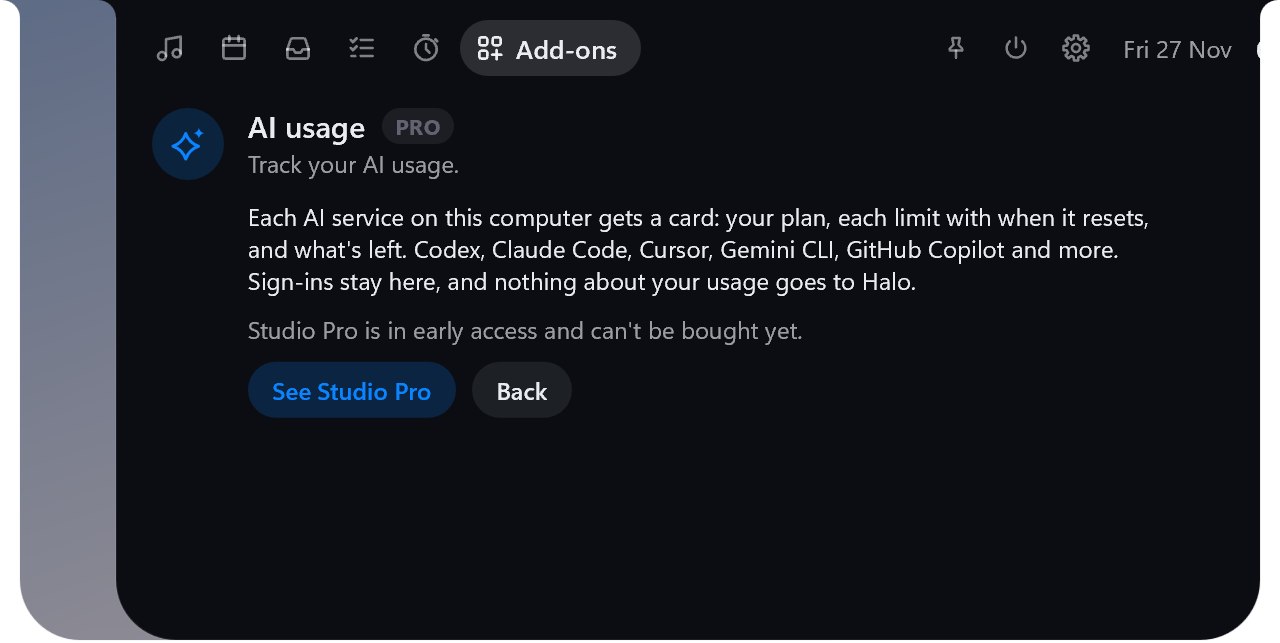 Add-ons
Fri 27 Nov
AI usage PRO
Track your AI usage.
Each AI service on this computer gets a card: your plan, each limit with when it resets,
and what's left. Codex, Claude Code, Cursor, Gemini CLI, GitHub Copilot and more.
Sign-ins stay here, and nothing about your usage goes to Halo.
Studio Pro is in early access and can't be bought yet.
See Studio Pro
Back